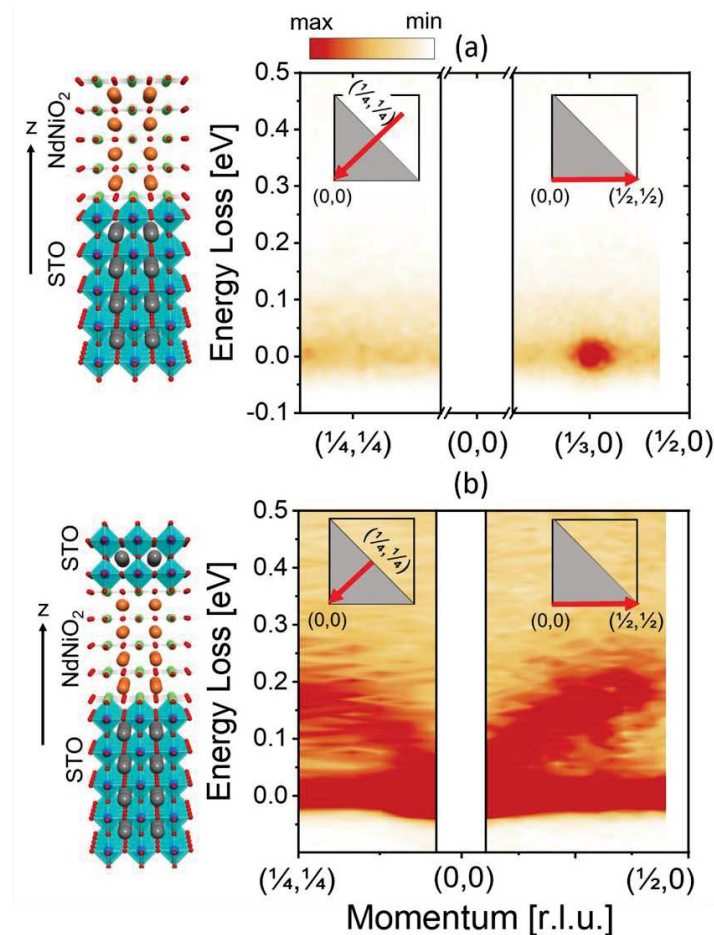 max min
(a)
z
NdNiO₂
STO
Energy Loss [eV]
0.5
0.4
0.3
0.2
0.1
0.0
-0.1
(¼,¼)
(0,0)
(0,0) (½,½)
(¼,¼) (0,0) (⅓,0) (½,0)
(b)
STO
z
NdNiO₂
STO
Energy Loss [eV]
0.5
0.4
0.3
0.2
0.1
0.0
(¼,¼)
(0,0)
(0,0) (½,½)
(¼,¼) (0,0) (½,0)
Momentum [r.l.u.]